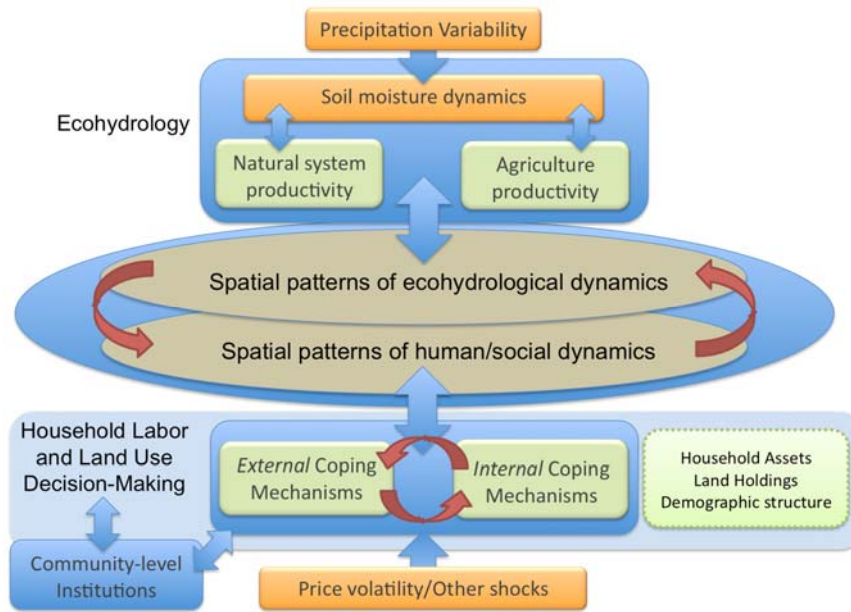 Precipitation Variability
Soil moisture dynamics
Ecohydrology
Natural system
productivity
Agriculture
productivity
Spatial patterns of ecohydrological dynamics
Spatial patterns of human/social dynamics
Household Labor
and Land Use
Decision-Making
External Coping
Mechanisms
Internal Coping
Mechanisms
Household Assets
Land Holdings
Demographic structure
Community-level
Institutions
Price volatility/Other shocks